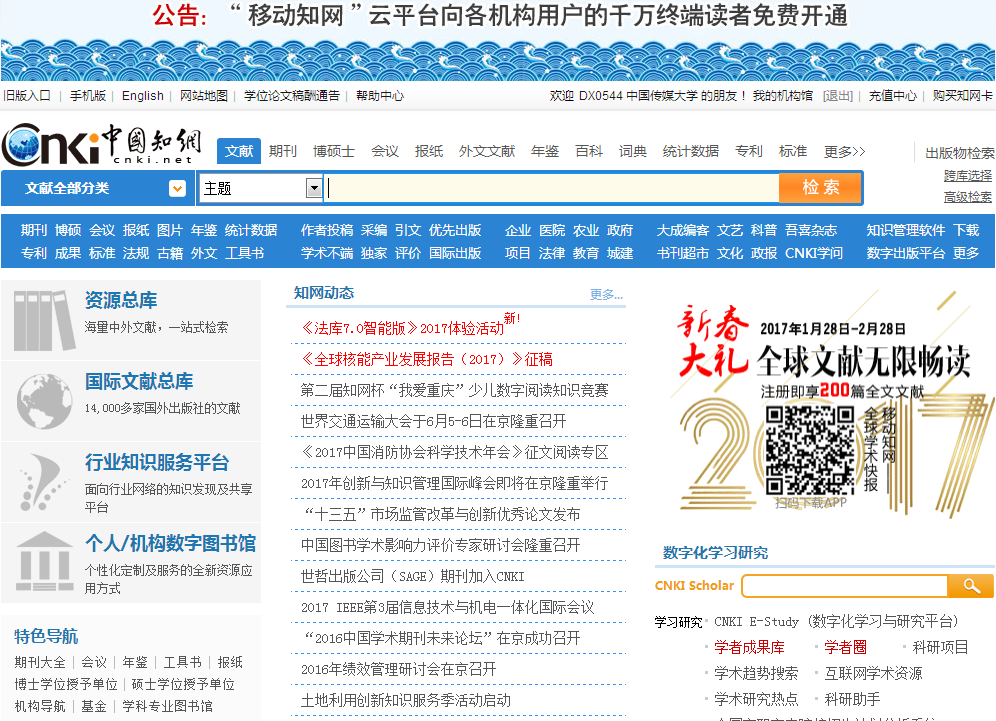 公告: “移动知网”云平台向各机构用户的千万终端读者免费开通
旧版入口 | 手机版 | English | 网站地图 | 学位论文稿酬通告 | 帮助中心
欢迎 DX0544 中国传媒大学 的朋友！ 我的机构馆 [退出] | 充值中心 | 购买知网卡
Cnki中國知網
cnki.net
文献 期刊 博硕士 会议 报纸 外文文献 年鉴 百科 词典 统计数据 专利 标准 更多>>
出版物检索
跨库选择
高级检索
文献全部分类 主题 检索
期刊 博硕 会议 报纸 图片 年鉴 统计数据 作者投稿 采编 引文 优先出版 企业 医院 农业 政府 大成编客 文艺 科普 吾喜杂志 知识管理软件 下载
专利 成果 标准 法规 古籍 外文 工具书 学术不端 独家 评价 国际出版 项目 法律 教育 城建 书刊超市 文化 政报 CNKI学问 数字出版平台 更多
资源总库
海量中外文献，一站式检索
国际文献总库
14,000多家国外出版社的文献
行业知识服务平台
面向行业网络的知识发现及共享
平台
个人/机构数字图书馆
个性化定制及服务的全新资源应
用方式
特色导航
期刊大全 | 会议 | 年鉴 | 工具书 | 报纸
博士学位授予单位 | 硕士学位授予单位
机构导航 | 基金 | 学科专业图书馆
知网动态 更多...
《法库7.0智能版》2017体验活动新!
《全球核能产业发展报告（2017）》征稿
第二届知网杯“我爱重庆”少儿数字阅读知识竞赛
世界交通运输大会于6月5-6日在京隆重召开
《2017中国消防协会科学技术年会》征文阅读专区
2017年创新与知识管理国际峰会即将在京隆重举行
“十三五”市场监管改革与创新优秀论文发布
中国图书学术影响力评价专家研讨会隆重召开
世哲出版公司（SAGE）期刊加入CNKI
2017 IEEE第3届信息技术与机电一体化国际会议
“2016中国学术期刊未来论坛”在京成功召开
2016年绩效管理研讨会在京召开
土地利用创新知识服务季活动启动
新春
大礼
2017年1月28日-2月28日
全球文献无限畅读
注册即享200篇全文文献
2017
移动知网——
全球学术快报
扫码下载APP
数字化学习研究
CNKI Scholar
学习研究 · CNKI E-Study (数字化学习与研究平台)
· 学者成果库 · 学者圈 · 科研项目
· 学术趋势搜索 · 互联网学术资源
· 学术研究热点 · 科研助手